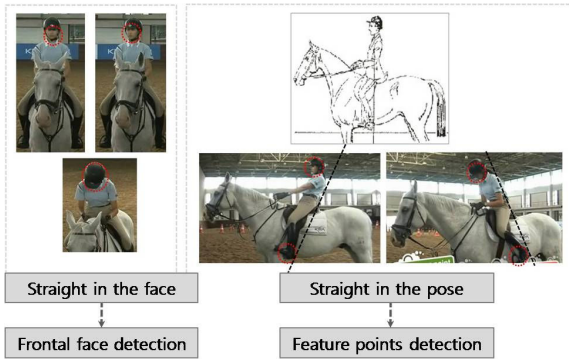 Straight in the face
Straight in the pose
Frontal face detection
Feature points detection